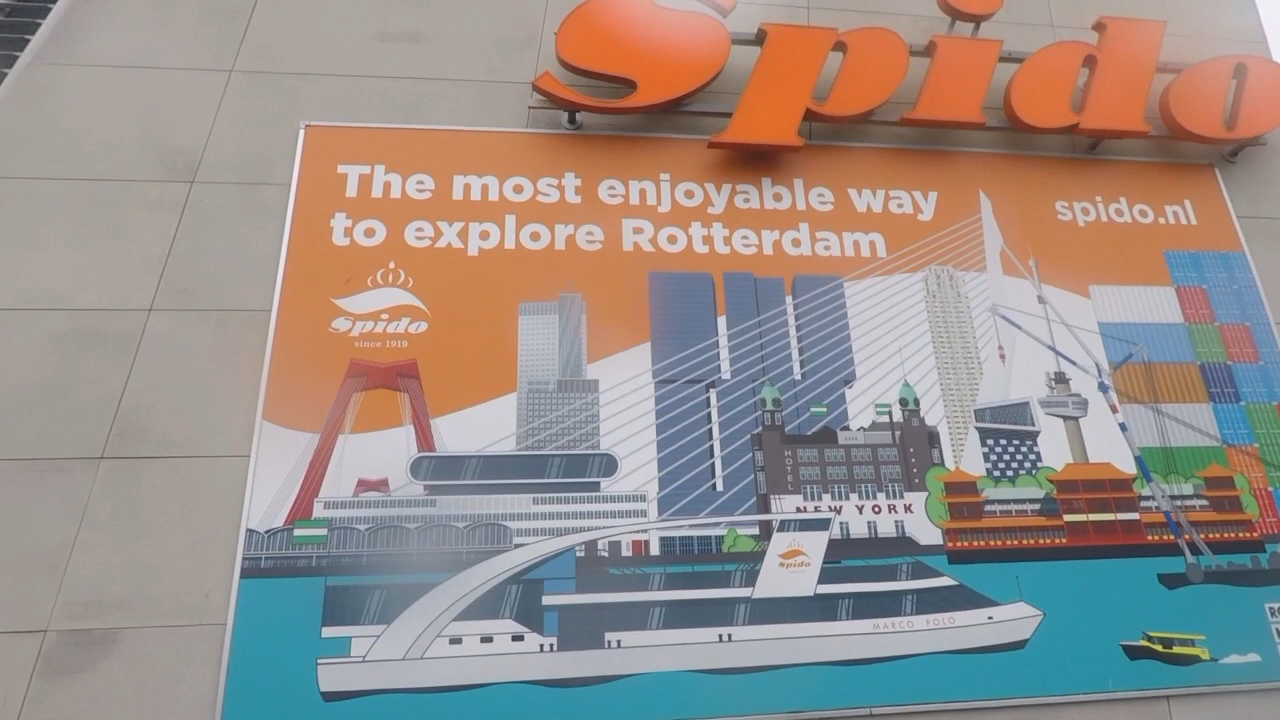 Spido
The most enjoyable way
to explore Rotterdam
spido.nl
Spido
since 1919
HOTEL
NEW YORK
Spido
MARCO POLO